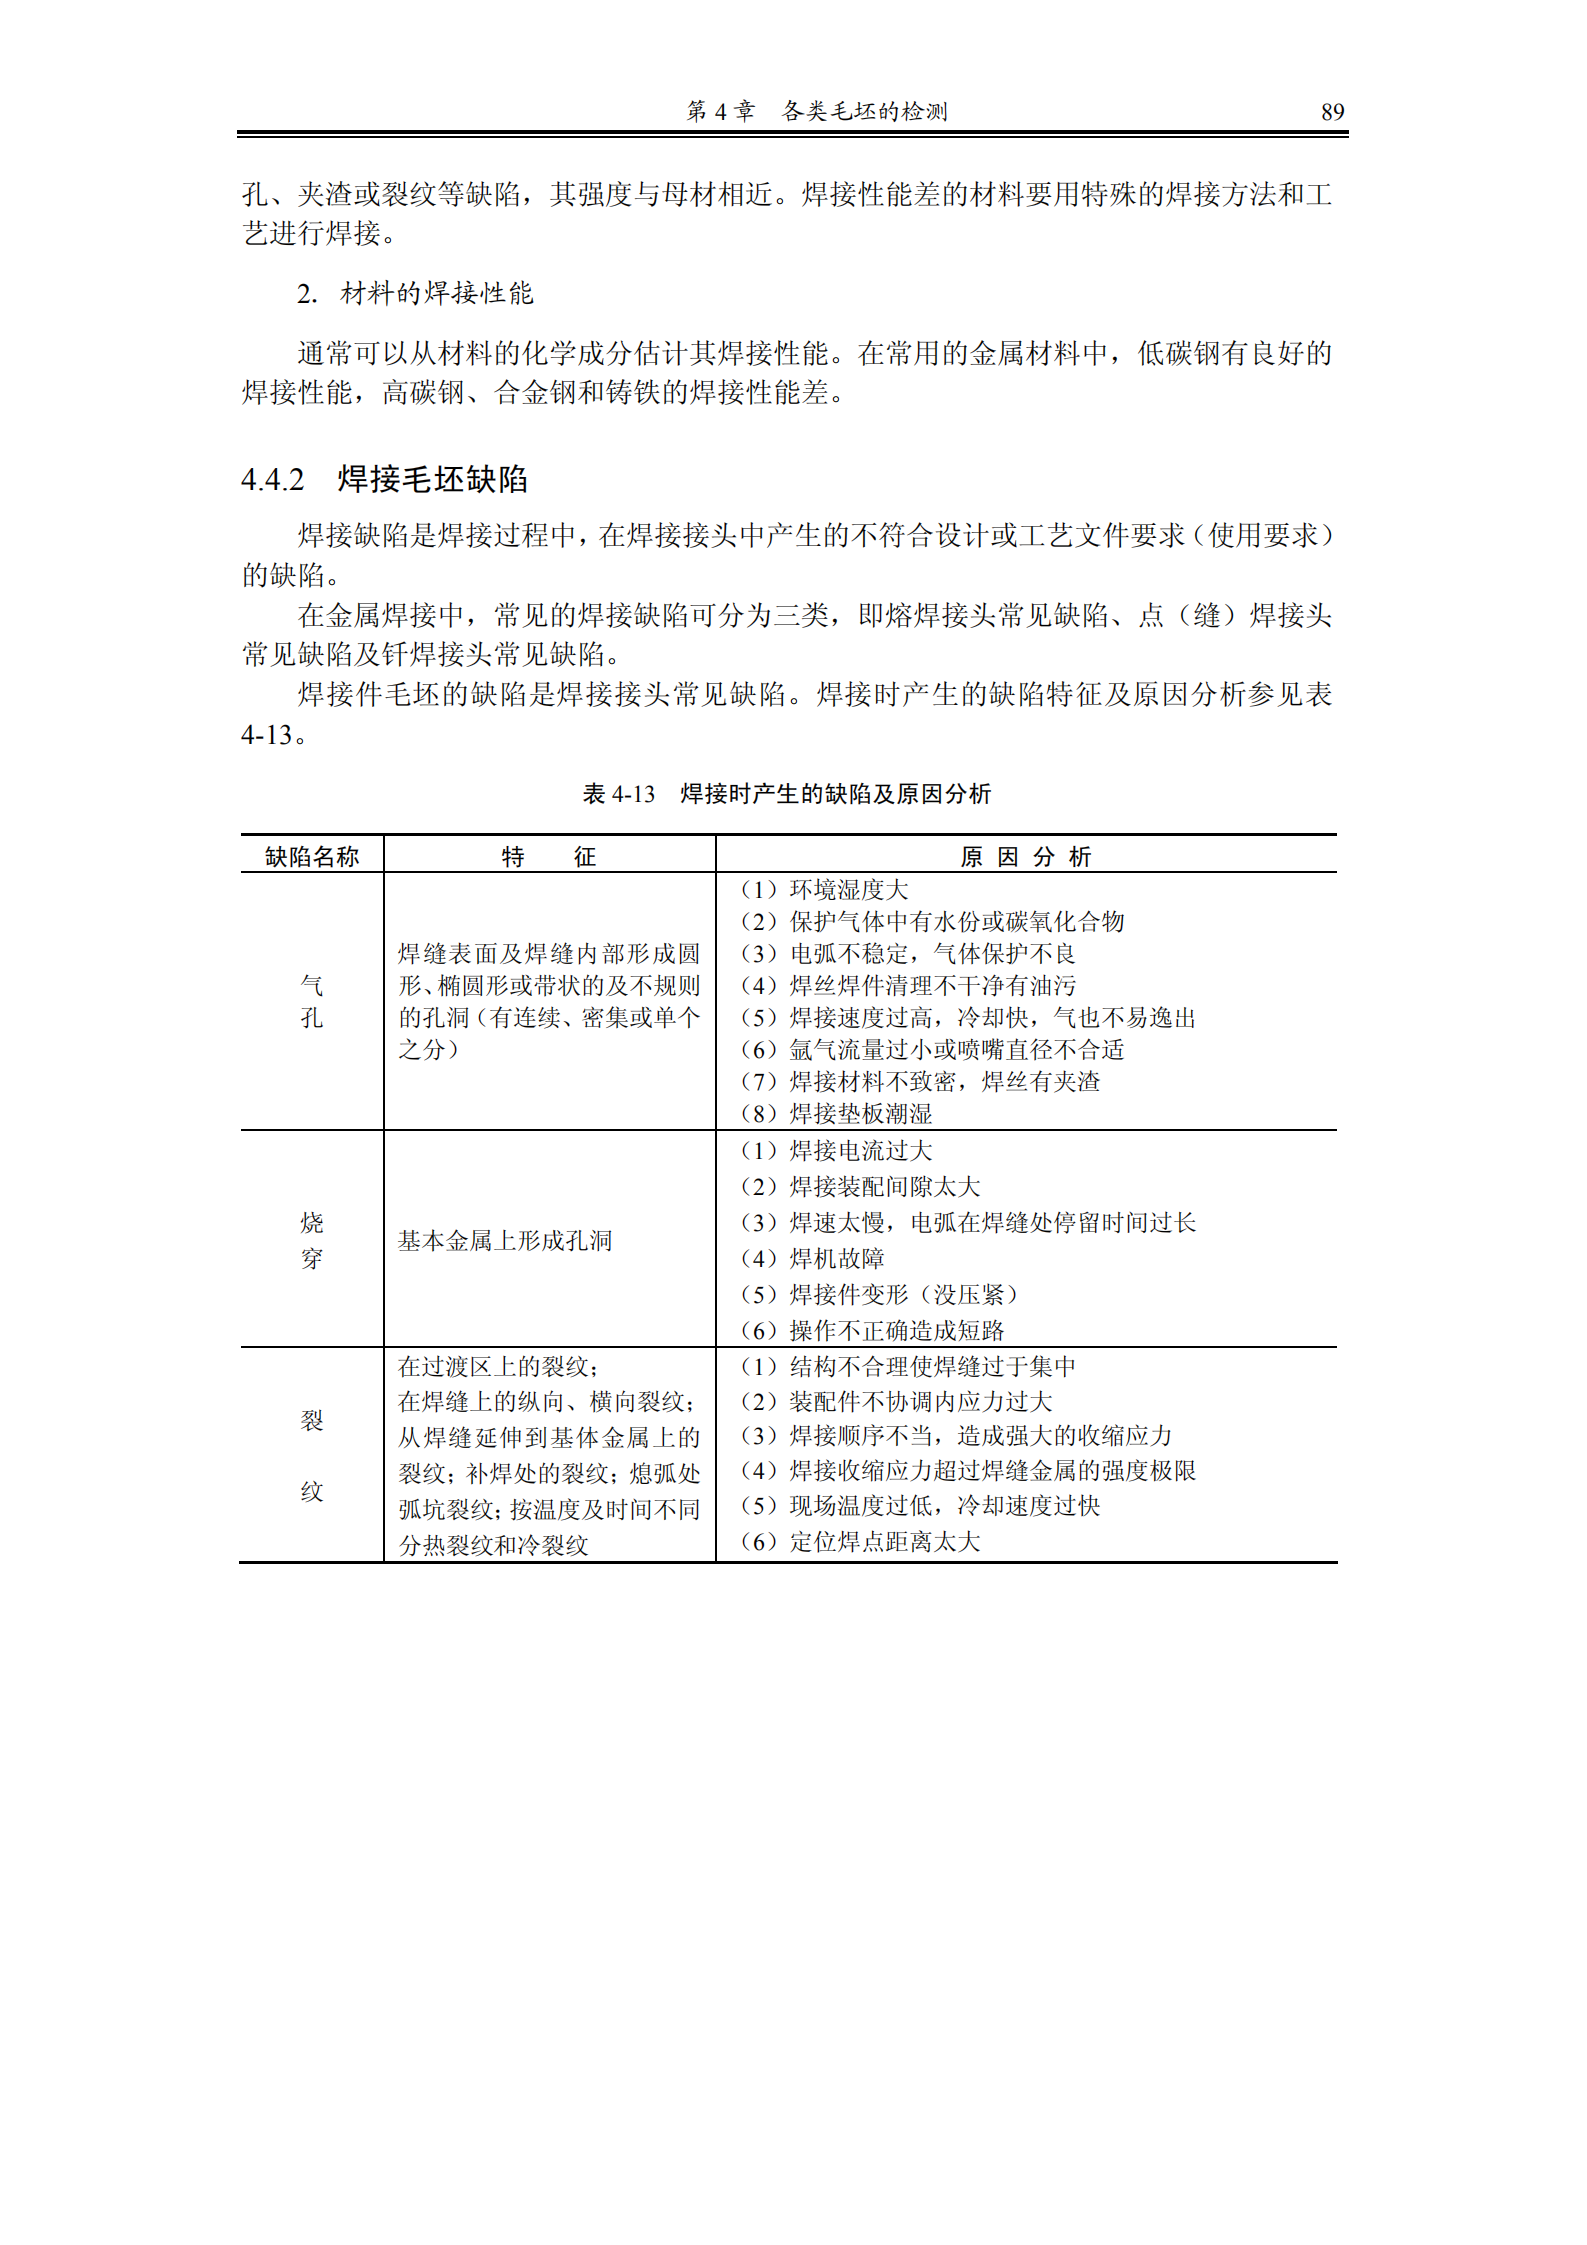 第 4 章 各类毛坯的检测 89
孔、夹渣或裂纹等缺陷，其强度与母材相近。焊接性能差的材料要用特殊的焊接方法和工
艺进行焊接。
2. 材料的焊接性能
通常可以从材料的化学成分估计其焊接性能。在常用的金属材料中，低碳钢有良好的
焊接性能，高碳钢、合金钢和铸铁的焊接性能差。
4.4.2 焊接毛坯缺陷
焊接缺陷是焊接过程中，在焊接接头中产生的不符合设计或工艺文件要求（使用要求）
的缺陷。
在金属焊接中，常见的焊接缺陷可分为三类，即熔焊接头常见缺陷、点（缝）焊接头
常见缺陷及钎焊接头常见缺陷。
焊接件毛坯的缺陷是焊接接头常见缺陷。焊接时产生的缺陷特征及原因分析参见表
4-13。
表 4-13 焊接时产生的缺陷及原因分析
缺陷名称 特 征 原 因 分 析
气
孔
焊缝表面及焊缝内部形成圆
形、椭圆形或带状的及不规则
的孔洞（有连续、密集或单个
之分）
（1）环境湿度大
（2）保护气体中有水份或碳氧化合物
（3）电弧不稳定，气体保护不良
（4）焊丝焊件清理不干净有油污
（5）焊接速度过高，冷却快，气也不易逸出
（6）氩气流量过小或喷嘴直径不合适
（7）焊接材料不致密，焊丝有夹渣
（8）焊接垫板潮湿
烧
穿
基本金属上形成孔洞
（1）焊接电流过大
（2）焊接装配间隙太大
（3）焊速太慢，电弧在焊缝处停留时间过长
（4）焊机故障
（5）焊接件变形（没压紧）
（6）操作不正确造成短路
裂
纹
在过渡区上的裂纹；
在焊缝上的纵向、横向裂纹；
从焊缝延伸到基体金属上的
裂纹；补焊处的裂纹；熄弧处
弧坑裂纹；按温度及时间不同
分热裂纹和冷裂纹
（1）结构不合理使焊缝过于集中
（2）装配件不协调内应力过大
（3）焊接顺序不当，造成强大的收缩应力
（4）焊接收缩应力超过焊缝金属的强度极限
（5）现场温度过低，冷却速度过快
（6）定位焊点距离太大